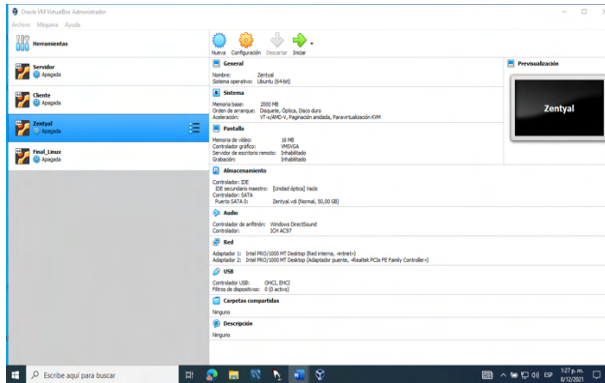 Oracle VM VirtualBox Administrador
Archivo Máquina Ayuda
Herramientas
Servidor
Apagada
Cliente
Apagada
Zentyal
Apagada
Final_Linux
Apagada
Nueva Configuración Descartar Iniciar
General
Nombre: Zentyal
Sistema operativo: Ubuntu (64-bit)
Sistema
Memoria base: 2000 MB
Orden de arranque: Disquete, Óptica, Disco duro
Aceleración: VT-x/AMD-V, Paginación anidada, Paravirtualización KVM
Pantalla
Memoria de vídeo: 16 MB
Controlador gráfico: VMSVGA
Servidor de escritorio remoto: Inhabilitado
Grabación: Inhabilitado
Almacenamiento
Controlador: IDE
IDE secundario maestro: [Unidad óptica] Vacío
Controlador: SATA
Puerto SATA 0: Zentyal.vdi (Normal, 50,00 GB)
Audio
Controlador de anfitrión: Windows DirectSound
Controlador: ICH AC97
Red
Adaptador 1: Intel PRO/1000 MT Desktop (Red interna, «intnet»)
Adaptador 2: Intel PRO/1000 MT Desktop (Adaptador puente, «Realtek PCIe FE Family Controller»)
USB
Controlador USB: OHCI, EHCI
Filtros de dispositivos: 0 (0 activo)
Carpetas compartidas
Ninguno
Descripción
Ninguno
Previsualización
Zentyal
Escribe aquí para buscar
ESP
1:27 p. m.
8/12/2021